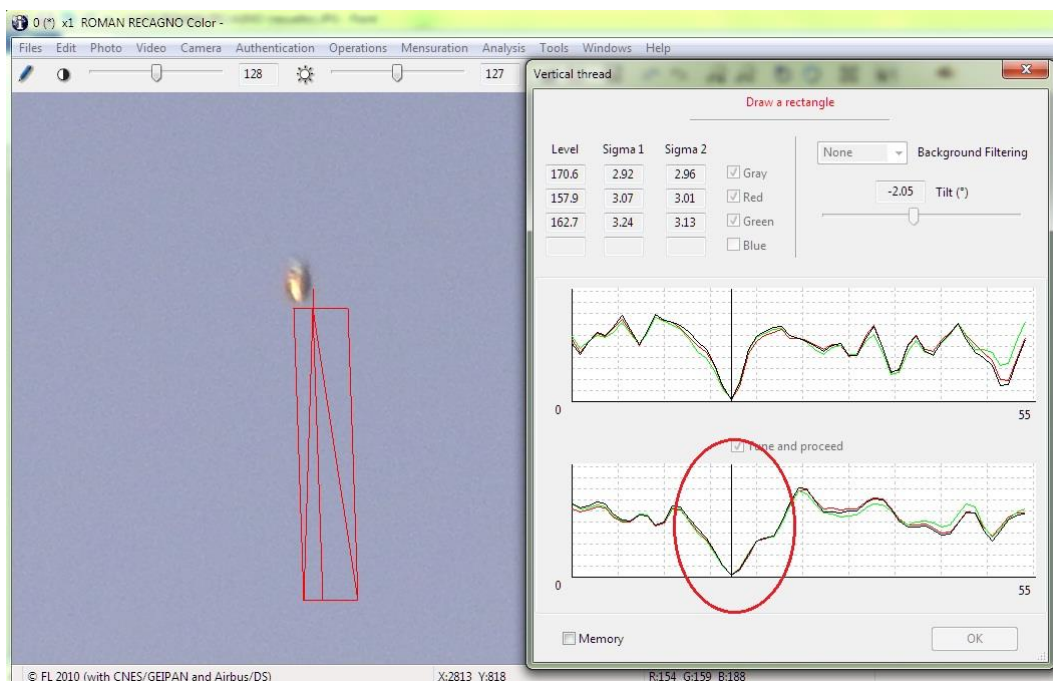 0 (*) x1 ROMAN RECAGNO Color -
Files Edit Photo Video Camera Authentication Operations Mensuration Analysis Tools Windows Help
128 127
Vertical thread
Draw a rectangle
Level Sigma 1 Sigma 2
170.6 2.92 2.96 Gray
157.9 3.07 3.01 Red
162.7 3.24 3.13 Green
Blue
None Background Filtering
-2.05 Tilt (°)
0 55
Tune and proceed
0 55
Memory OK
© FL 2010 (with CNES/GEIPAN and Airbus/DS) X:2813 Y:818 R:154 G:159 B:188